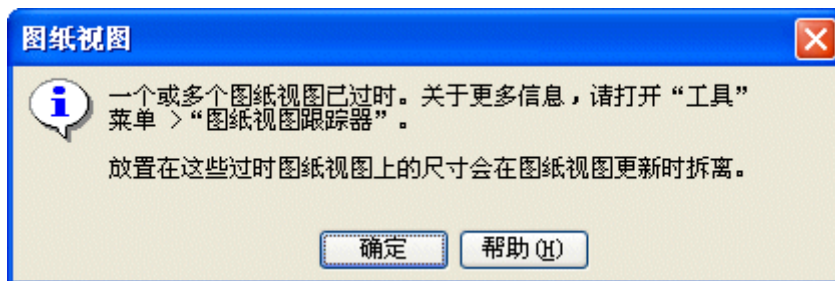 图纸视图
一个或多个图纸视图已过时。关于更多信息，请打开“工具”
菜单 >“图纸视图跟踪器”。
放置在这些过时图纸视图上的尺寸会在图纸视图更新时拆离。
确定
帮助(H)